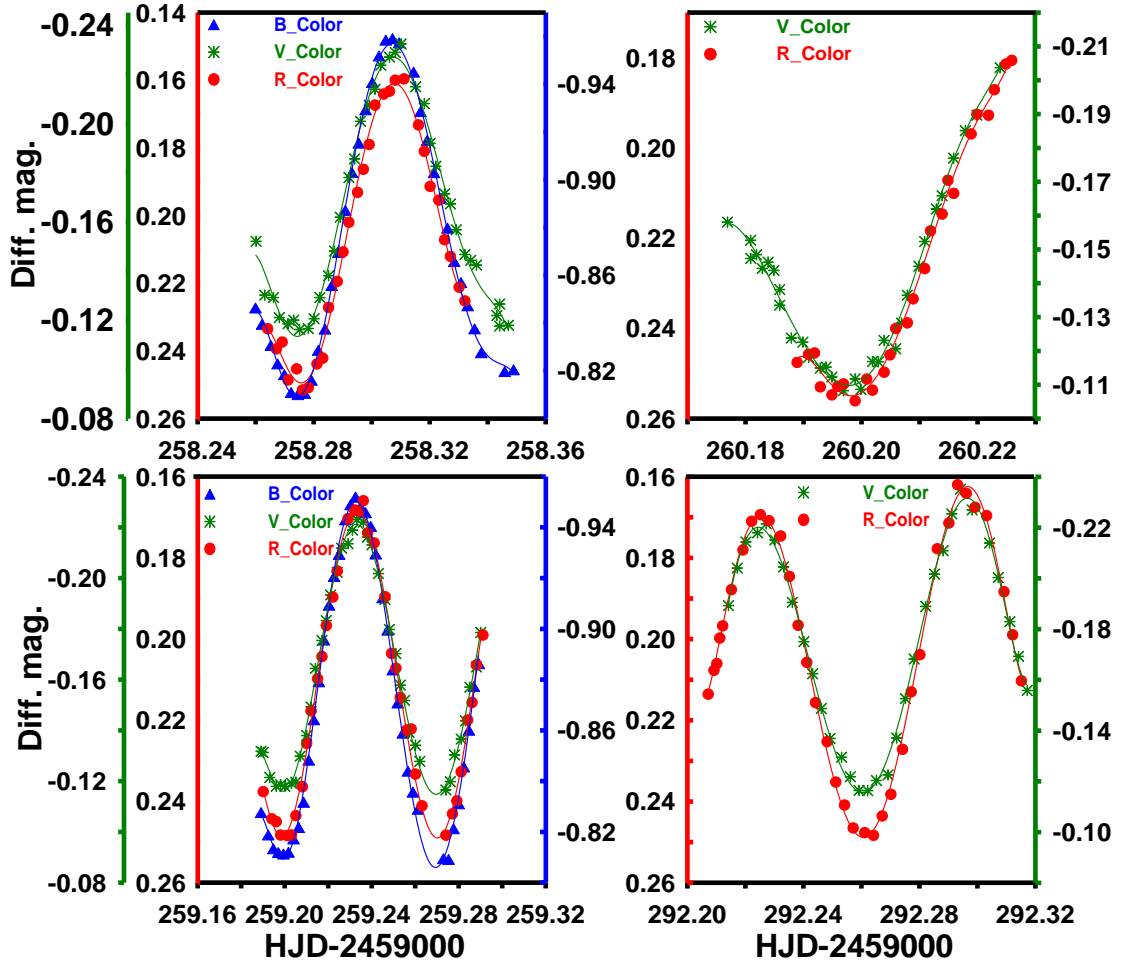 -0.24 0.14 B_Color V_Color -0.21
V_Color 0.18 R_Color
0.16 R_Color -0.94 -0.19
-0.20 0.18 0.20
-0.90 -0.17
-0.16 0.20 0.22 -0.15
0.22 -0.86
-0.12 0.24 0.24 -0.13
-0.82 -0.11
-0.08 0.26 0.26
258.24 258.28 258.32 258.36 260.18 260.20 260.22
Diff. mag.
-0.24 0.16 B_Color 0.16 V_Color
V_Color -0.94 R_Color -0.22
R_Color
-0.20 0.18 0.18
0.20 -0.90 0.20 -0.18
-0.16 0.22 -0.86 0.22 -0.14
-0.12 0.24 -0.82 0.24 -0.10
-0.08 0.26 0.26
259.16 259.20 259.24 259.28 259.32 292.20 292.24 292.28 292.32
Diff. mag.
HJD-2459000 HJD-2459000